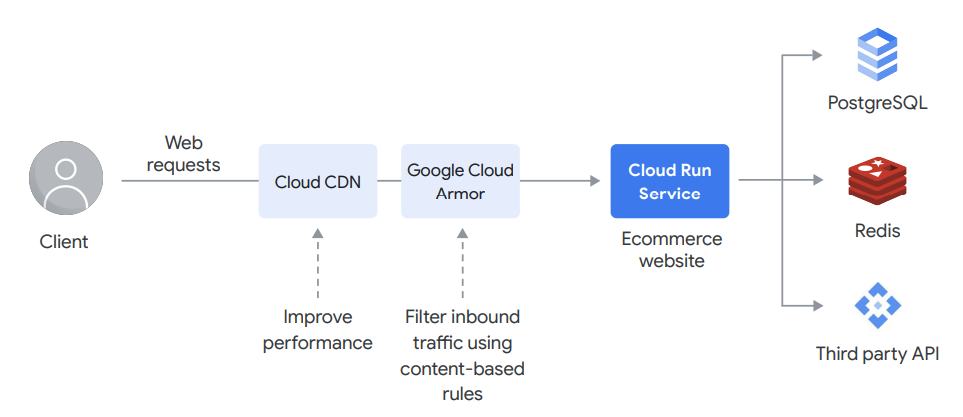 Client
Web
requests
Cloud CDN
Improve
performance
Google Cloud
Armor
Filter inbound
traffic using
content-based
rules
Cloud Run
Service
Ecommerce
website
PostgreSQL
Redis
Third party API